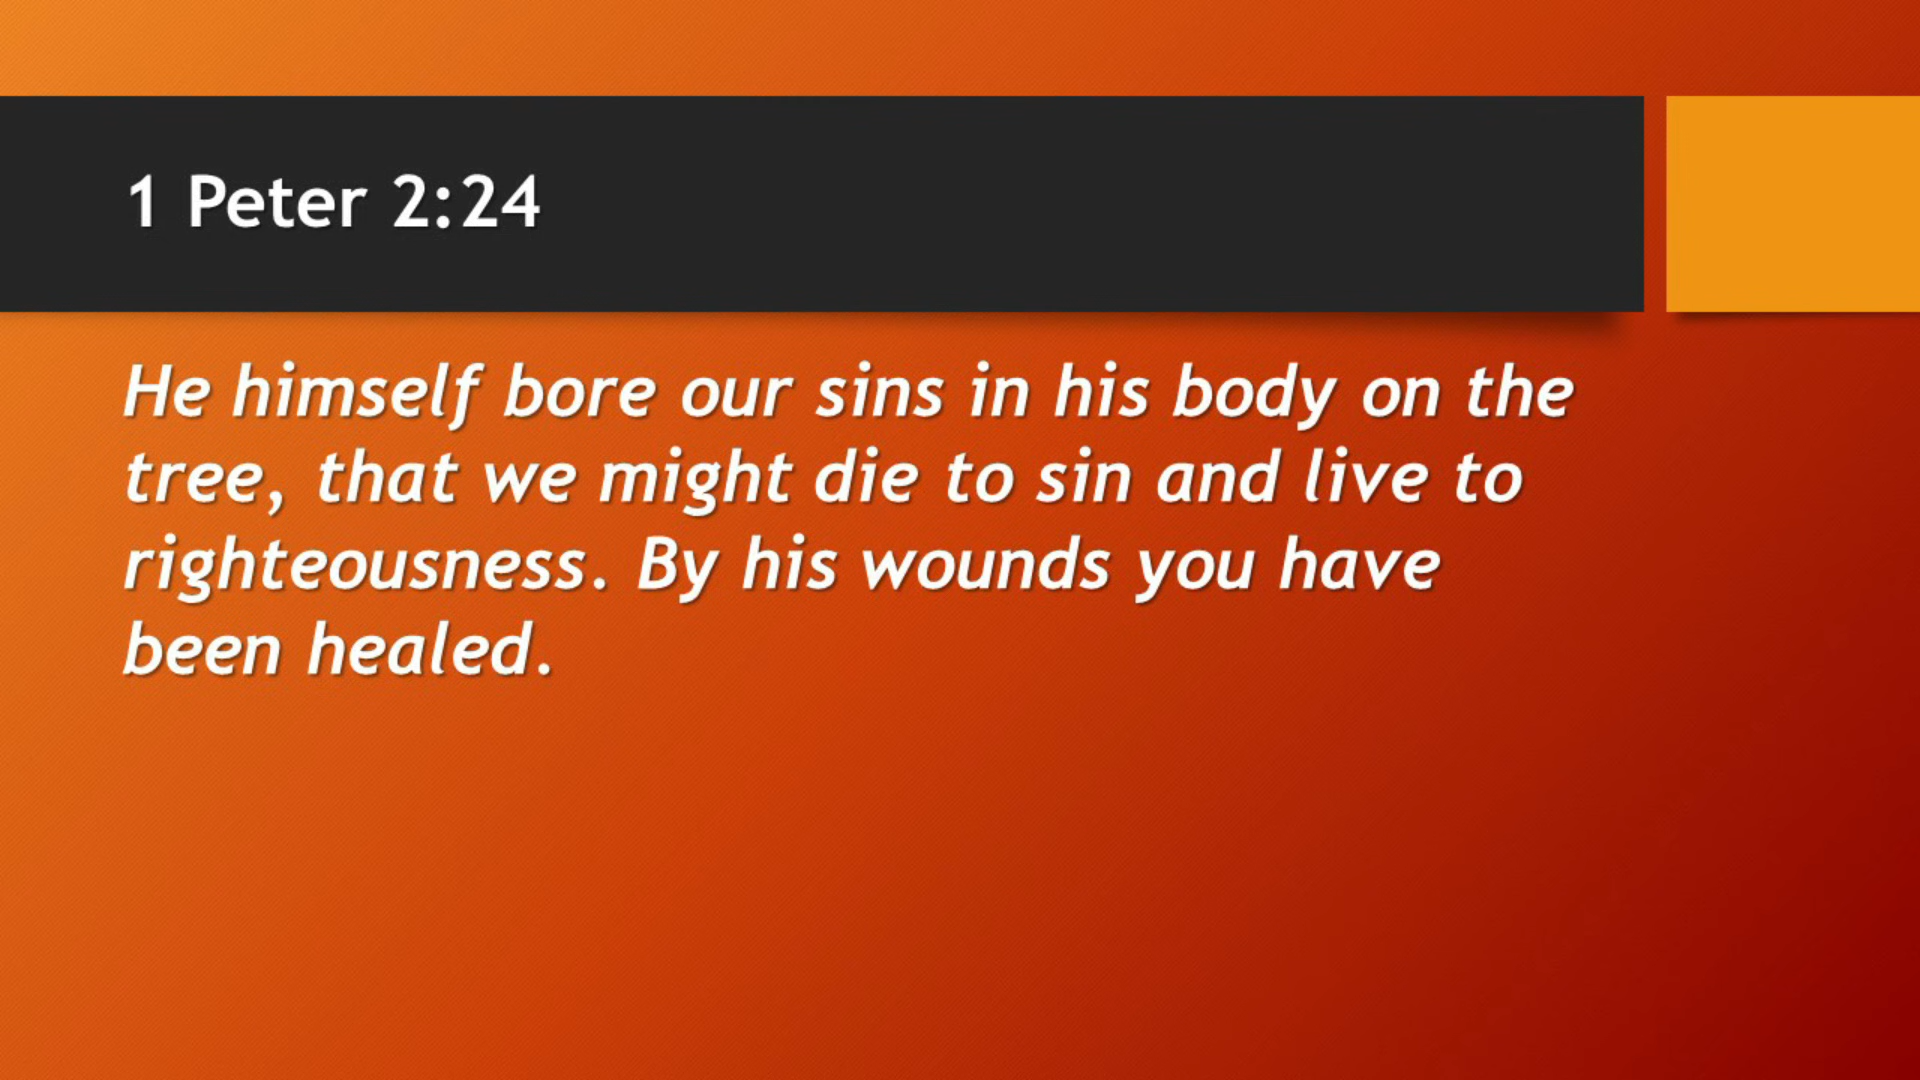 1 Peter 2:24
He himself bore our sins in his body on the
tree, that we might die to sin and live to
righteousness. By his wounds you have
been healed.